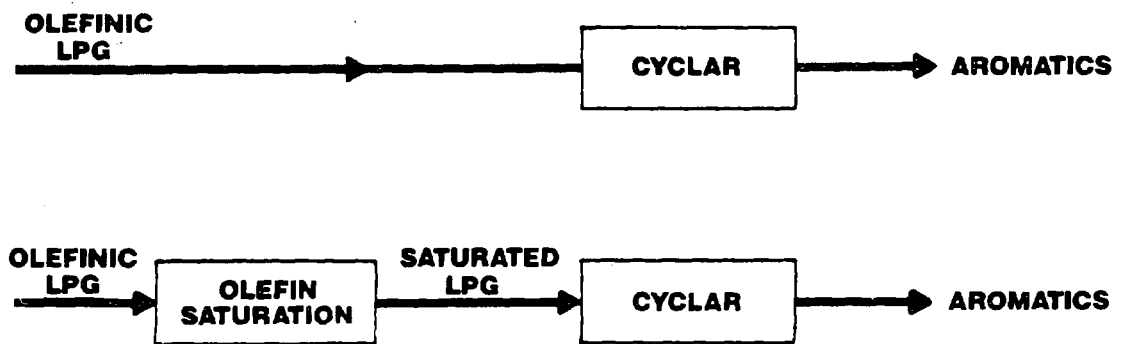 OLEFINIC
LPG
CYCLAR
AROMATICS
OLEFINIC
LPG
OLEFIN
SATURATION
SATURATED
LPG
CYCLAR
AROMATICS